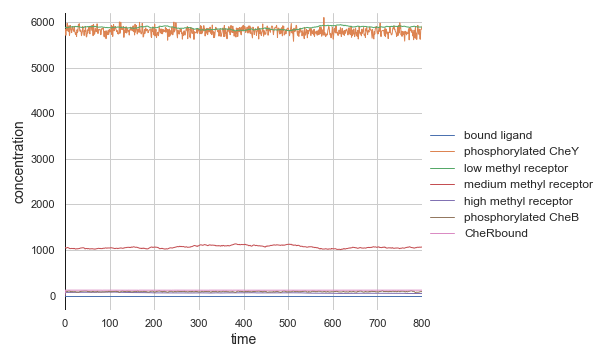 6000
5000
4000
3000
2000
1000
0
concentration
0 100 200 300 400 500 600 700 800
time
bound ligand
phosphorylated CheY
low methyl receptor
medium methyl receptor
high methyl receptor
phosphorylated CheB
CheRbound